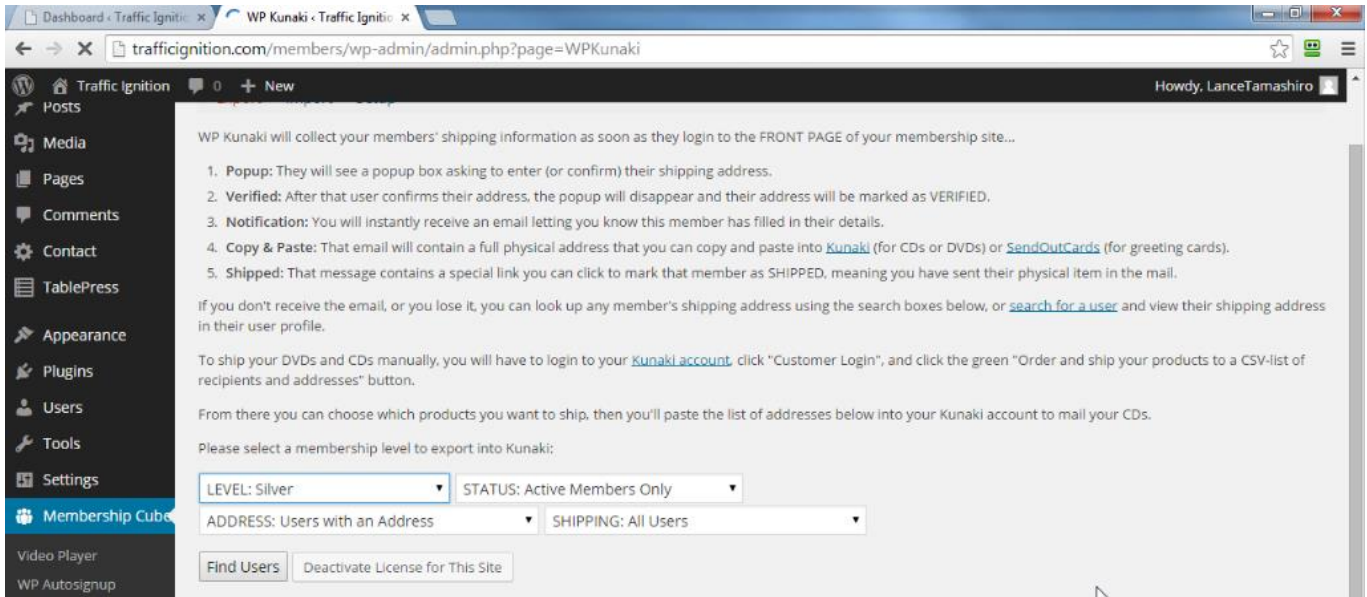 Dashboard ‹ Traffic Ignitio
WP Kunaki ‹ Traffic Ignitio
trafficignition.com/members/wp-admin/admin.php?page=WPKunaki
Traffic Ignition 0 + New Howdy, LanceTamashiro
Posts
Media
Pages
Comments
Contact
TablePress
Appearance
Plugins
Users
Tools
Settings
Membership Cube
Video Player
WP Autosignup
WP Kunaki will collect your members' shipping information as soon as they login to the FRONT PAGE of your membership site...
1. Popup: They will see a popup box asking to enter (or confirm) their shipping address.
2. Verified: After that user confirms their address, the popup will disappear and their address will be marked as VERIFIED.
3. Notification: You will instantly receive an email letting you know this member has filled in their details.
4. Copy & Paste: That email will contain a full physical address that you can copy and paste into Kunaki (for CDs or DVDs) or SendOutCards (for greeting cards).
5. Shipped: That message contains a special link you can click to mark that member as SHIPPED, meaning you have sent their physical item in the mail.
If you don't receive the email, or you lose it, you can look up any member's shipping address using the search boxes below, or search for a user and view their shipping address
in their user profile.
To ship your DVDs and CDs manually, you will have to login to your Kunaki account, click "Customer Login", and click the green "Order and ship your products to a CSV-list of
recipients and addresses" button.
From there you can choose which products you want to ship, then you'll paste the list of addresses below into your Kunaki account to mail your CDs.
Please select a membership level to export into Kunaki:
LEVEL: Silver STATUS: Active Members Only
ADDRESS: Users with an Address SHIPPING: All Users
Find Users Deactivate License for This Site